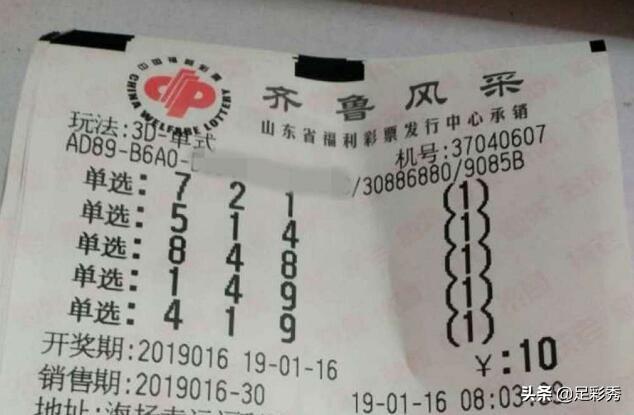 中国福利彩票
CHINA WELFARE LOTTERY
齐鲁风采
山东省福利彩票发行中心承销
玩法:3D-单式
机号:37040607
AD89-B6A0- /30886880/9085B
单选: 7 2 1 (1)
单选: 5 1 4 (1)
单选: 8 4 8 (1)
单选: 1 4 9 (1)
单选: 4 1 9 (1)
开奖期:2019016 19-01-16
¥:10
销售期:2019016-30
19-01-16 08:03
地址:海扬
头条 @足彩秀